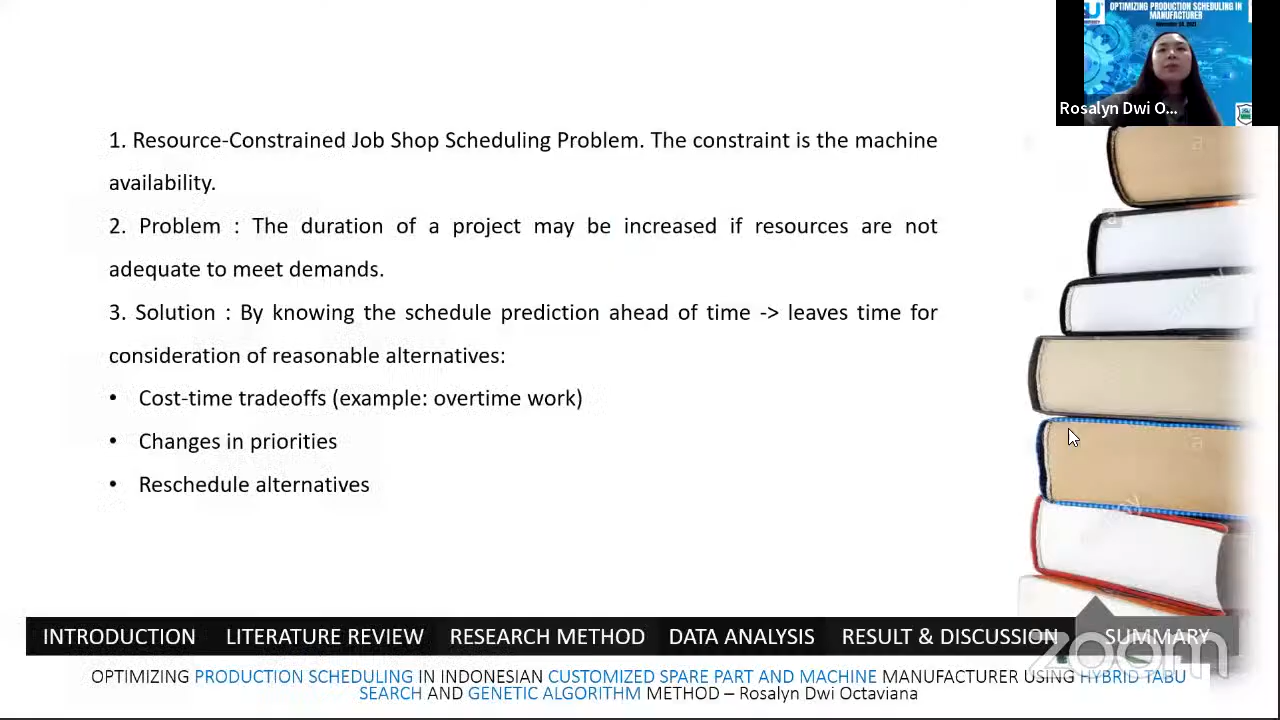 OPTIMIZING PRODUCTION SCHEDULING IN
MANUFACTURER
Rosalyn Dwi O...
1. Resource-Constrained Job Shop Scheduling Problem. The constraint is the machine
availability.
2. Problem : The duration of a project may be increased if resources are not
adequate to meet demands.
3. Solution : By knowing the schedule prediction ahead of time -> leaves time for
consideration of reasonable alternatives:
• Cost-time tradeoffs (example: overtime work)
• Changes in priorities
• Reschedule alternatives
INTRODUCTION LITERATURE REVIEW RESEARCH METHOD DATA ANALYSIS RESULT & DISCUSSION SUMMARY
zoom
OPTIMIZING PRODUCTION SCHEDULING IN INDONESIAN CUSTOMIZED SPARE PART AND MACHINE MANUFACTURER USING HYBRID TABU
SEARCH AND GENETIC ALGORITHM METHOD – Rosalyn Dwi Octaviana